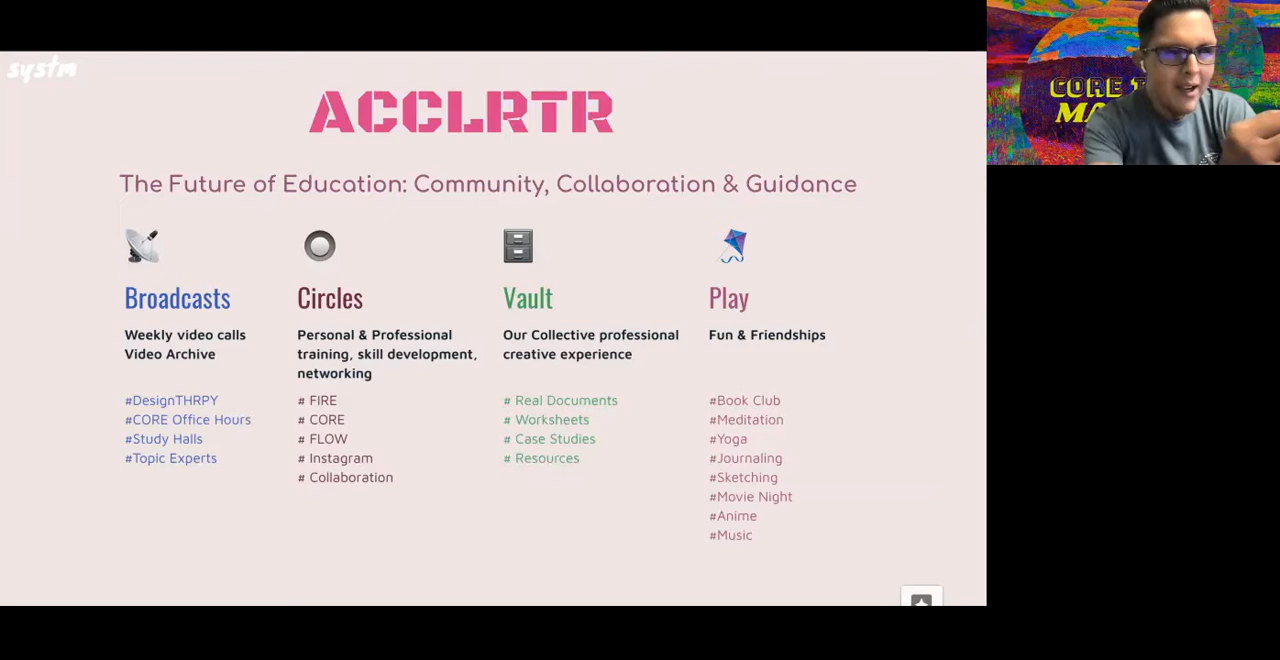 systm
ACCLRTR
The Future of Education: Community, Collaboration & Guidance
Broadcasts
Weekly video calls
Video Archive
#DesignTHRPY
#CORE Office Hours
#Study Halls
#Topic Experts
Circles
Personal & Professional
training, skill development,
networking
# FIRE
# CORE
# FLOW
# Instagram
# Collaboration
Vault
Our Collective professional
creative experience
# Real Documents
# Worksheets
# Case Studies
# Resources
Play
Fun & Friendships
#Book Club
#Meditation
#Yoga
#Journaling
#Sketching
#Movie Night
#Anime
#Music
CORE